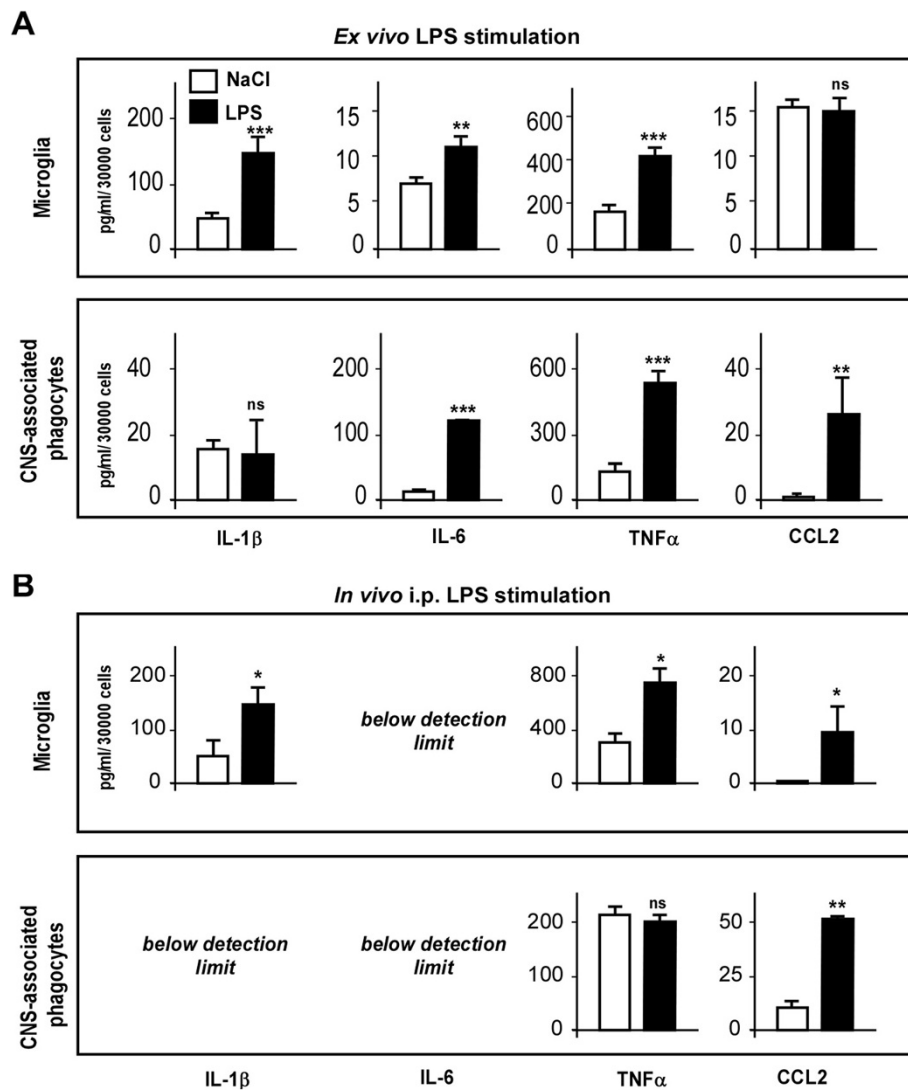 A
Ex vivo LPS stimulation
Microglia
pg/ml/ 30000 cells
200
100
0
NaCl
LPS
***
15
10
5
0
**
600
400
200
0
***
15
10
15
0
ns
CNS-associated
phagocytes
pg/ml/ 30000 cells
40
20
0
ns
IL-1β
200
100
0
***
IL-6
600
300
0
***
TNFα
40
20
0
**
CCL2
B
In vivo i.p. LPS stimulation
Microglia
pg/ml/ 30000 cells
200
100
0
*
below detection
limit
800
400
0
*
20
10
0
*
CNS-associated
phagocytes
below detection
limit
IL-1β
below detection
limit
IL-6
200
100
0
ns
TNFα
50
25
0
**
CCL2